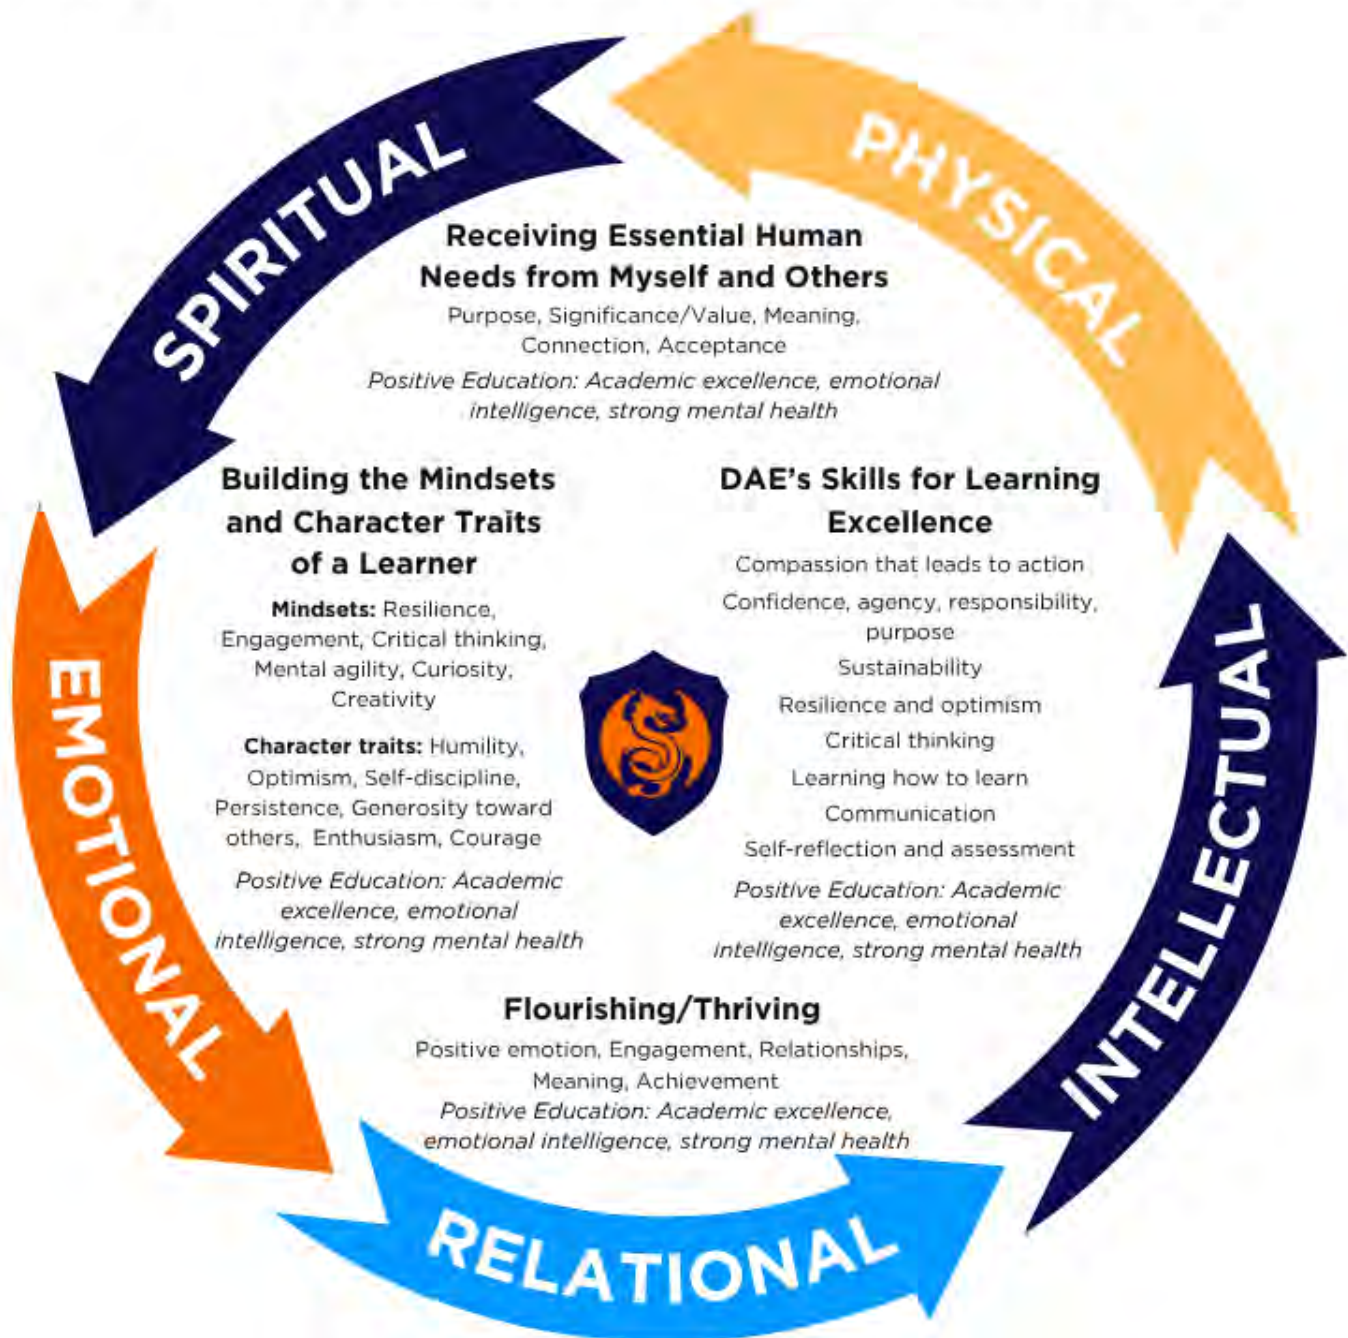 SPIRITUAL
PHYSICAL
Receiving Essential Human
Needs from Myself and Others
Purpose, Significance/Value, Meaning,
Connection, Acceptance
Positive Education: Academic excellence, emotional
intelligence, strong mental health
Building the Mindsets
and Character Traits
of a Learner
Mindsets: Resilience,
Engagement, Critical thinking,
Mental agility, Curiosity,
Creativity
Character traits: Humility,
Optimism, Self-discipline,
Persistence, Generosity toward
others, Enthusiasm, Courage
Positive Education: Academic
excellence, emotional
intelligence, strong mental health
DAE's Skills for Learning
Excellence
Compassion that leads to action
Confidence, agency, responsibility,
purpose
Sustainability
Resilience and optimism
Critical thinking
Learning how to learn
Communication
Self-reflection and assessment
Positive Education: Academic
excellence, emotional
intelligence, strong mental health
Flourishing/Thriving
Positive emotion, Engagement, Relationships,
Meaning, Achievement
Positive Education: Academic excellence,
emotional intelligence, strong mental health
EMOTIONAL
RELATIONAL
INTELLECTUAL